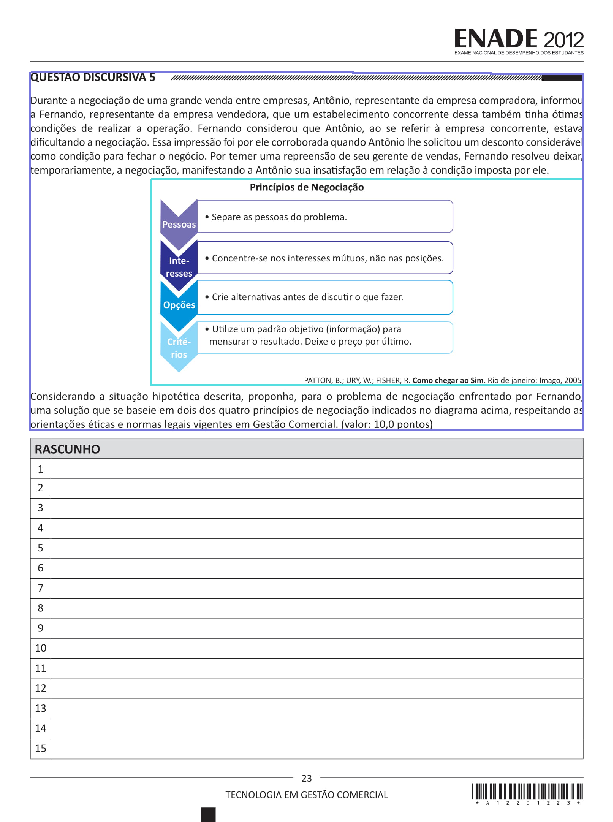 ENADE 2012
EXAME NACIONAL DE DESEMPENHO DOS ESTUDANTES
QUESTÃO DISCURSIVA 5
Durante a negociação de uma grande venda entre empresas, Antônio, representante da empresa compradora, informou
a Fernando, representante da empresa vendedora, que um estabelecimento concorrente dessa também tinha ótimas
condições de realizar a operação. Fernando considerou que Antônio, ao se referir à empresa concorrente, estava
dificultando a negociação. Essa impressão foi por ele corroborada quando Antônio lhe solicitou um desconto considerável
como condição para fechar o negócio. Por temer uma repreensão de seu gerente de vendas, Fernando resolveu deixar,
temporariamente, a negociação, manifestando a Antônio sua insatisfação em relação à condição imposta por ele.
Princípios de Negociação
Pessoas
• Separe as pessoas do problema.
Inte-
resses
• Concentre-se nos interesses mútuos, não nas posições.
Opções
• Crie alternativas antes de discutir o que fazer.
Crité-
rios
• Utilize um padrão objetivo (informação) para
mensurar o resultado. Deixe o preço por último.
PATTON, B.; URY, W.; FISHER, R. Como chegar ao Sim. Rio de janeiro: Imago, 2005.
Considerando a situação hipotética descrita, proponha, para o problema de negociação enfrentado por Fernando,
uma solução que se baseie em dois dos quatro princípios de negociação indicados no diagrama acima, respeitando as
orientações éticas e normas legais vigentes em Gestão Comercial. (valor: 10,0 pontos)
RASCUNHO
1
2
3
4
5
6
7
8
9
10
11
12
13
14
15
23
TECNOLOGIA EM GESTÃO COMERCIAL
* A 1 2 2 0 1 2 2 3 *